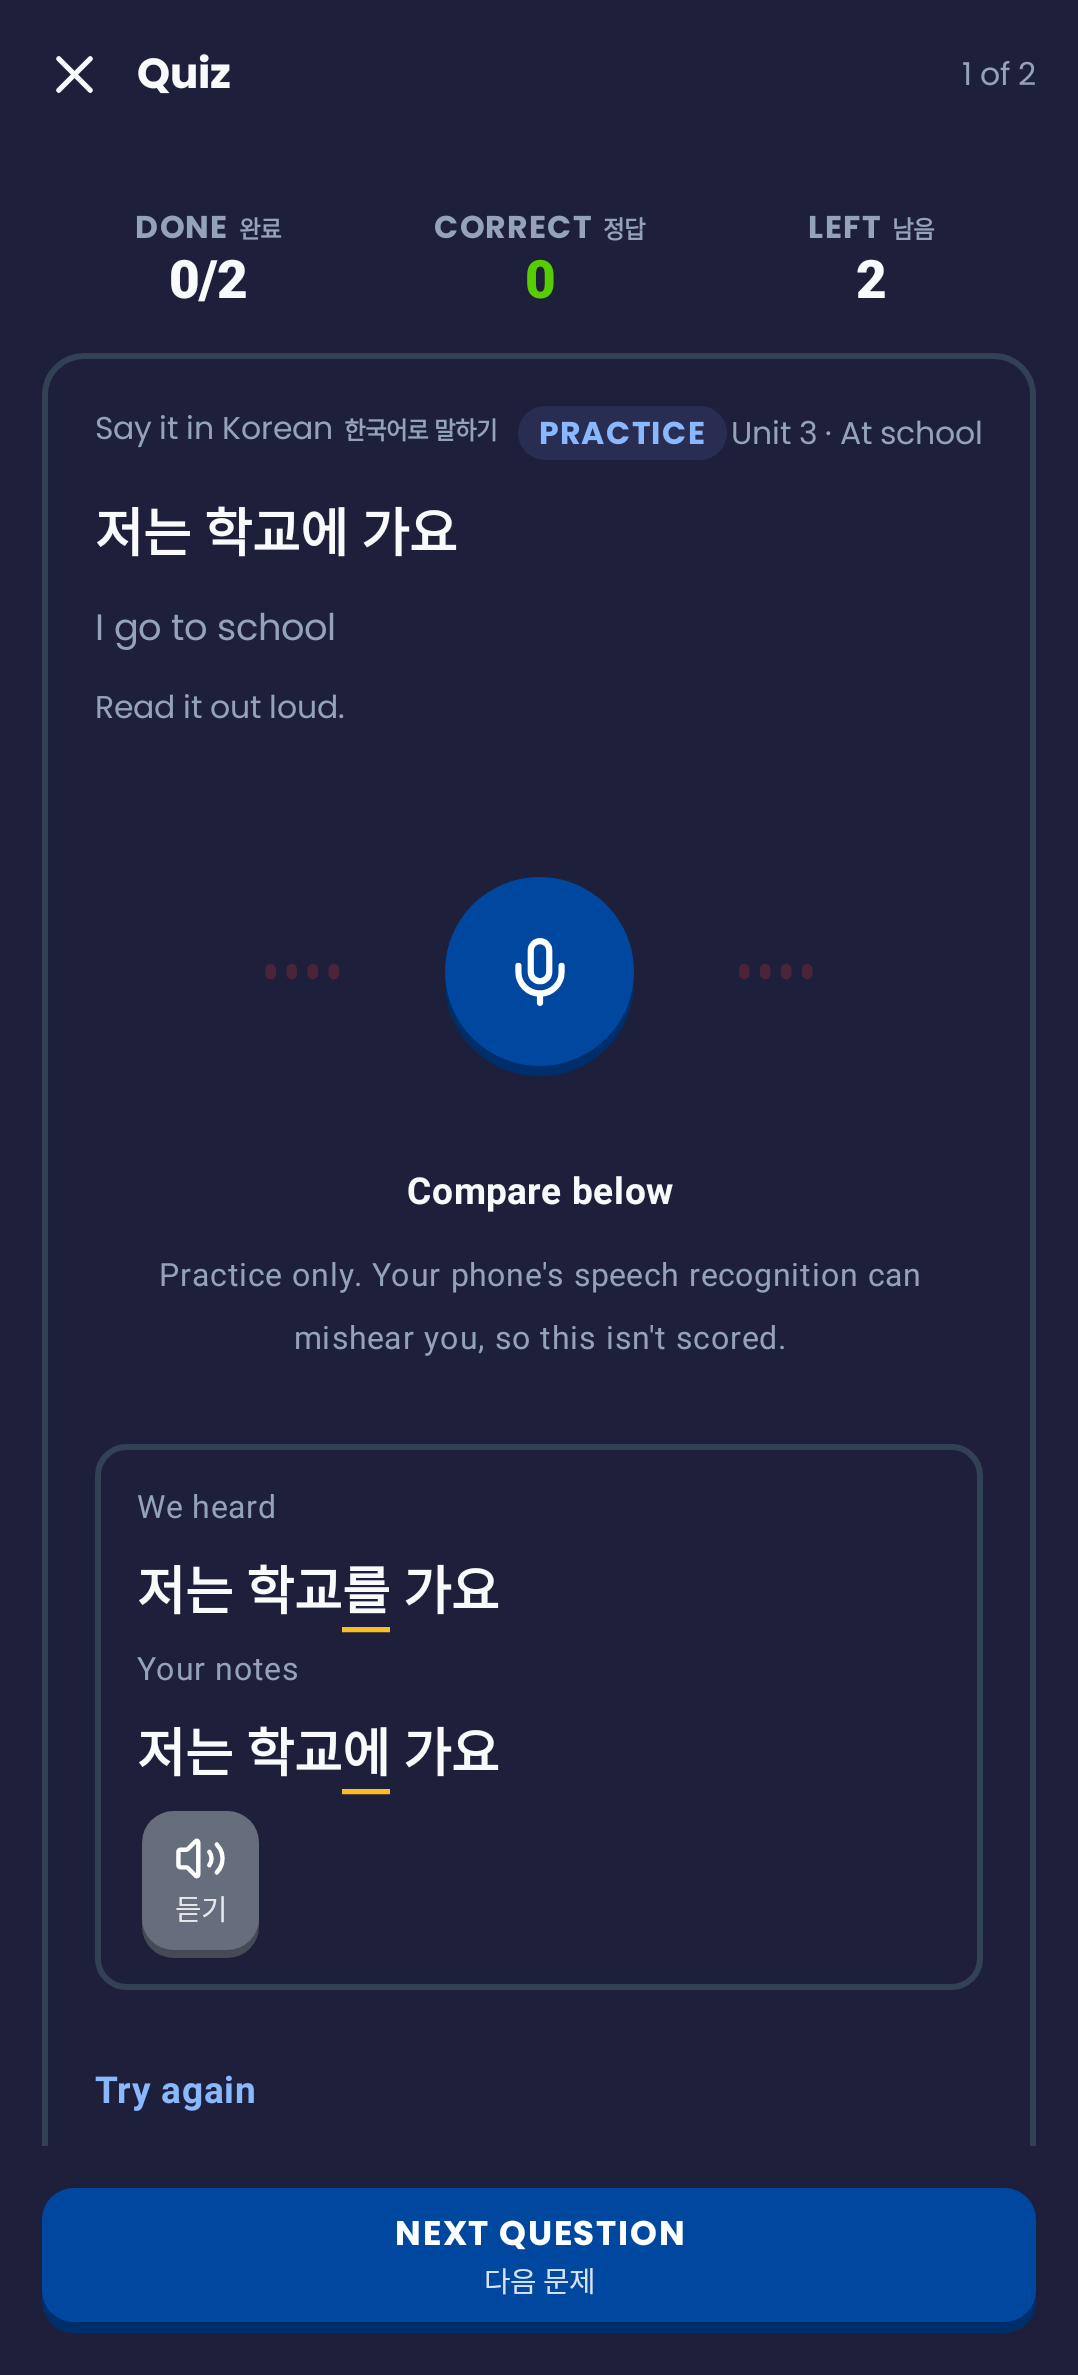 Quiz
1 of 2
DONE 완료
0/2
CORRECT 정답
0
LEFT 남음
2
Say it in Korean 한국어로 말하기 PRACTICE Unit 3 · At school
저는 학교에 가요
I go to school
Read it out loud.
Compare below
Practice only. Your phone's speech recognition can
mishear you, so this isn't scored.
We heard
저는 학교를 가요
Your notes
저는 학교에 가요
듣기
Try again
NEXT QUESTION
다음 문제